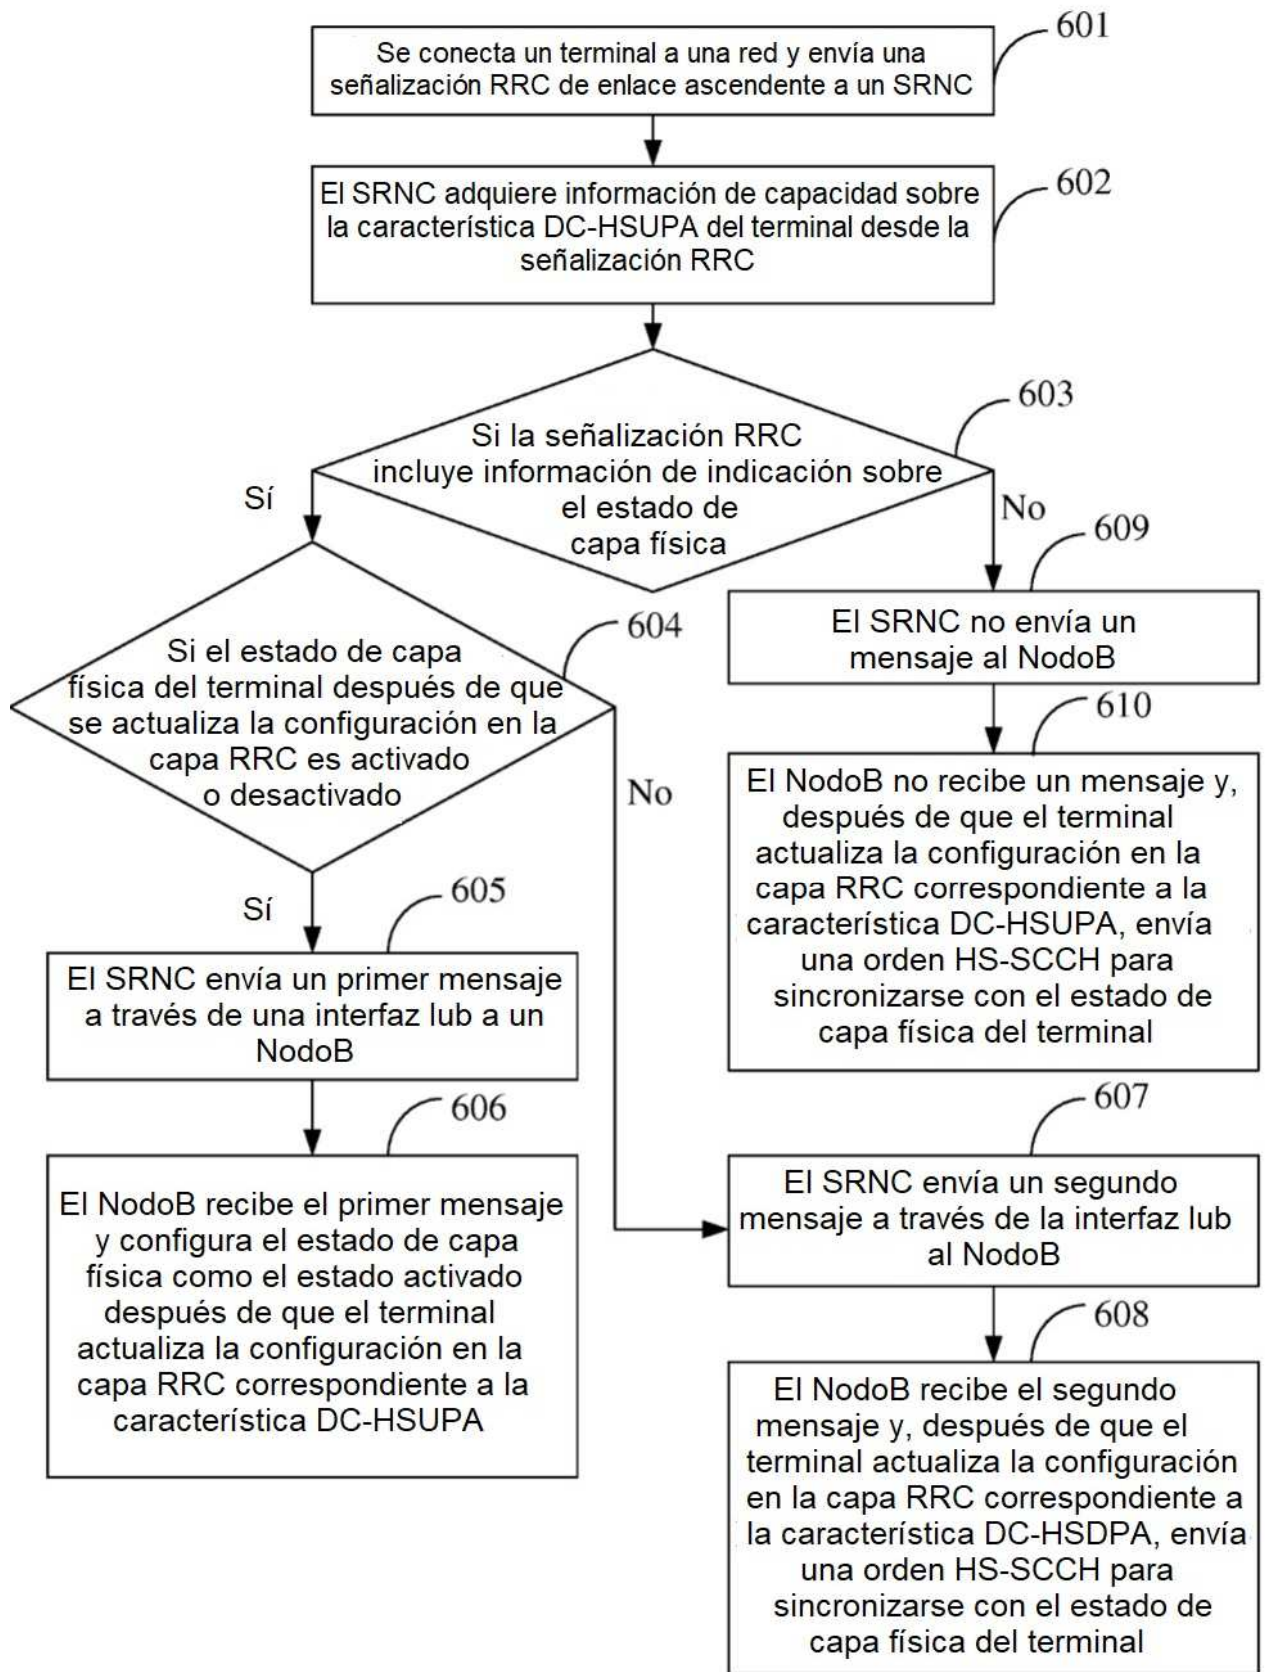 601
Se conecta un terminal a una red y envía una
señalización RRC de enlace ascendente a un SRNC
602
El SRNC adquiere información de capacidad sobre
la característica DC-HSUPA del terminal desde la
señalización RRC
603
Si la señalización RRC
incluye información de indicación sobre
el estado de
capa física
Sí
No
604
Si el estado de capa
física del terminal después de que
se actualiza la configuración en la
capa RRC es activado
o desactivado
Sí
No
609
El SRNC no envía un
mensaje al NodoB
610
El NodoB no recibe un mensaje y,
después de que el terminal
actualiza la configuración en la
capa RRC correspondiente a la
característica DC-HSUPA, envía
una orden HS-SCCH para
sincronizarse con el estado de
capa física del terminal
605
El SRNC envía un primer mensaje
a través de una interfaz lub a un
NodoB
606
El NodoB recibe el primer mensaje
y configura el estado de capa
física como el estado activado
después de que el terminal
actualiza la configuración en la
capa RRC correspondiente a la
característica DC-HSUPA
607
El SRNC envía un segundo
mensaje a través de la interfaz lub
al NodoB
608
El NodoB recibe el segundo
mensaje y, después de que el
terminal actualiza la configuración
en la capa RRC correspondiente a
la característica DC-HSDPA, envía
una orden HS-SCCH para
sincronizarse con el estado de
capa física del terminal